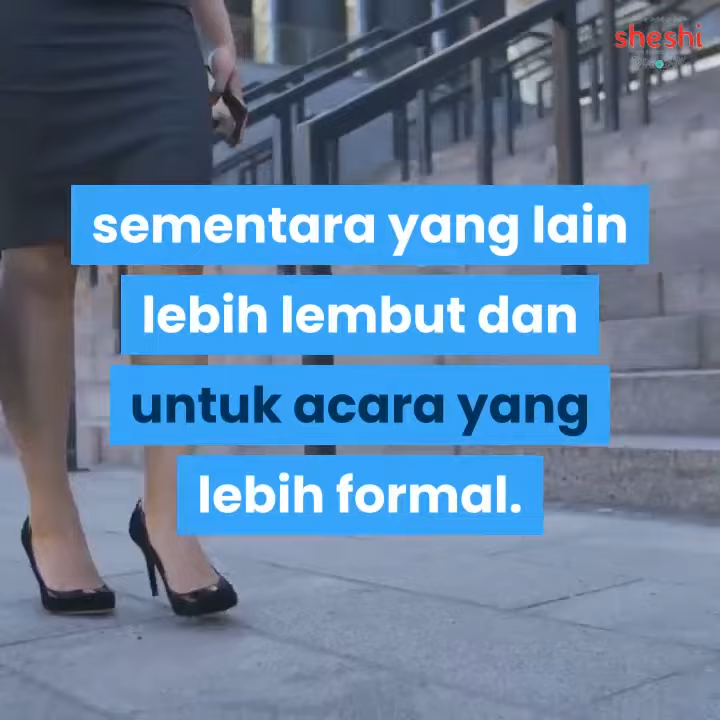 sheshi
sementara yang lain
lebih lembut dan
untuk acara yang
lebih formal.